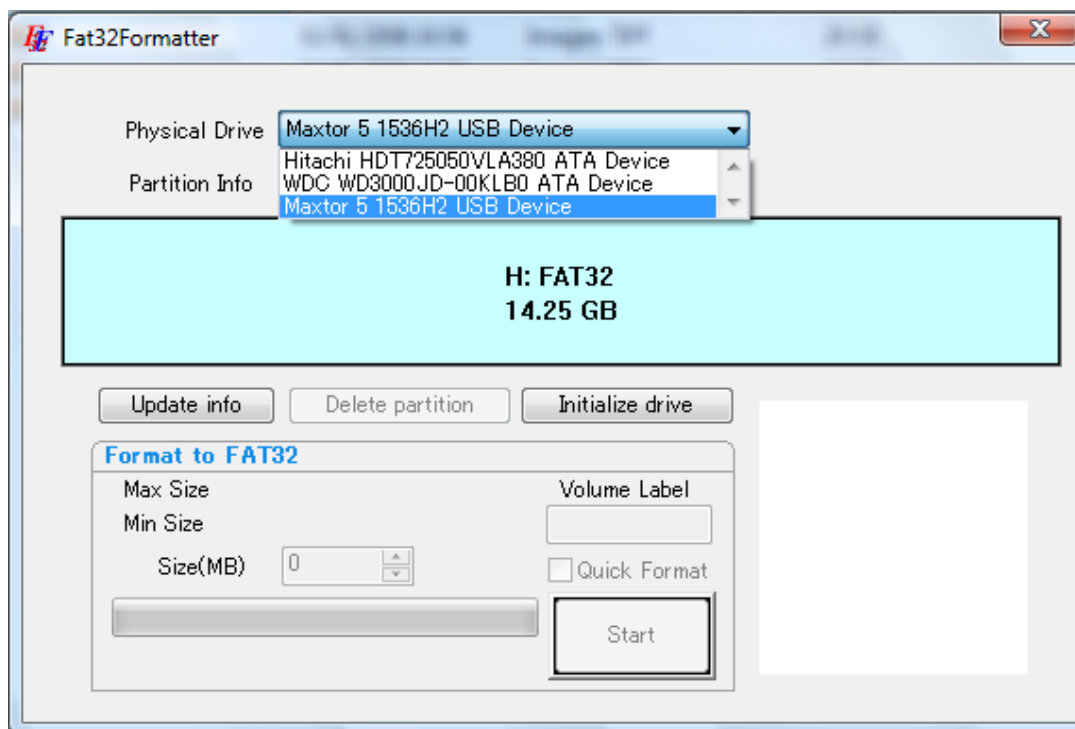 Fat32Formatter
Physical Drive Maxtor 5 1536H2 USB Device
Hitachi HDT725050VLA380 ATA Device
Partition Info WDC WD3000JD-00KLB0 ATA Device
Maxtor 5 1536H2 USB Device
H: FAT32
14.25 GB
Update info Delete partition Initialize drive
Format to FAT32
Max Size Volume Label
Min Size
Size(MB) 0 Quick Format
Start